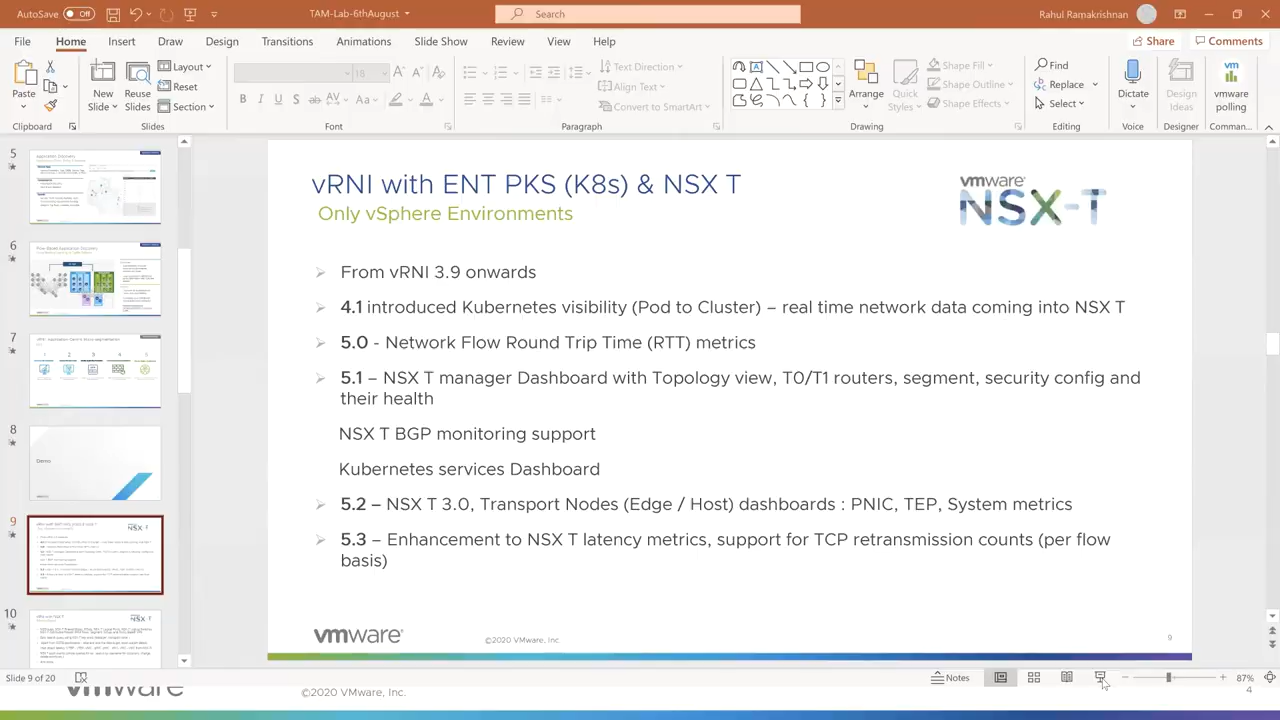 AutoSave Off
TAM-Lab-VT-August
Search
Rahul Ramakrishnan
File Home Insert Draw Design Transitions Animations Slide Show Review View Help
Share Comments
Paste
New
Slide
Reuse
Slides
Layout
Reset
Section
Text Direction
Align Text
Convert to SmartArt
Arrange
Quick
Styles
Shape Fill
Shape Outline
Shape Effects
Find
Replace
Select
Dictate
Design
Ideas
vm
VMware
polling
Clipboard Slides Font Paragraph Drawing Editing Voice Designer Comman...
5
6
7
8
Demo
9
10
vRNI with ENT PKS (K8s) & NSX T
Only vSphere Environments
vmware
NSX-T
From vRNI 3.9 onwards
4.1 introduced Kubernetes visibility (Pod to Cluster) – real time network data coming into NSX T
5.0 - Network Flow Round Trip Time (RTT) metrics
5.1 – NSX T manager Dashboard with Topology view, T0/T1 routers, segment, security config and
their health
NSX T BGP monitoring support
Kubernetes services Dashboard
5.2 – NSX T 3.0, Transport Nodes (Edge / Host) dashboards : PNIC, TEP, System metrics
5.3 – Enhancement to NSX T latency metrics, support for TCP retransmission counts (per flow
basis)
vmware
©2020 VMware, Inc.
9
Slide 9 of 20
Notes
87%
vmware
©2020 VMware, Inc.
4